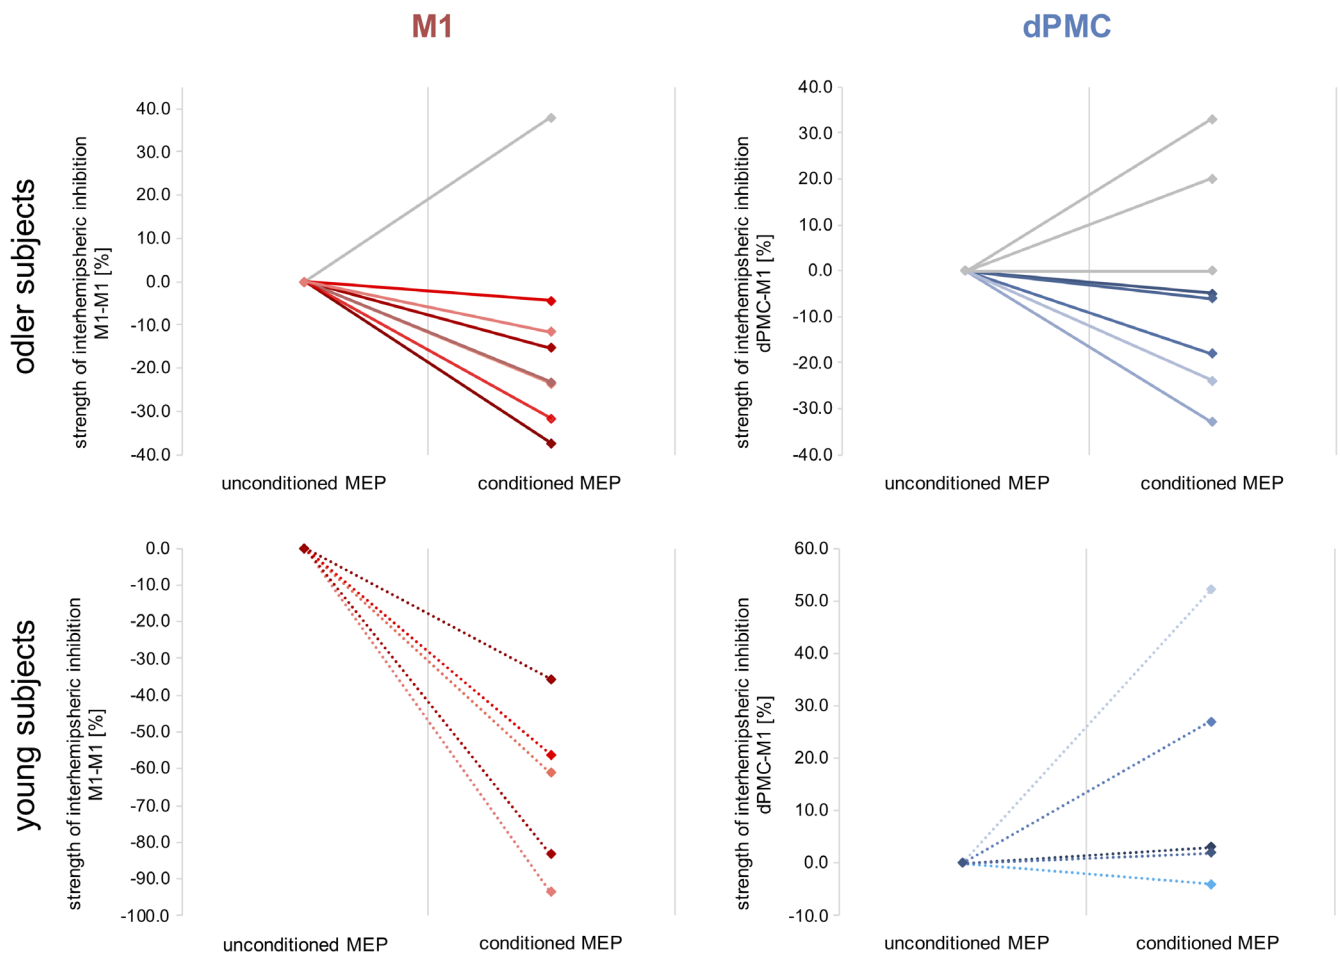 M1
dPMC
odler subjects
strength of interhemipsheric inhibition
M1-M1 [%]
40.0
30.0
20.0
10.0
0.0
-10.0
-20.0
-30.0
-40.0
unconditioned MEP
conditioned MEP
strength of interhemipsheric inhibition
dPMC-M1 [%]
40.0
30.0
20.0
10.0
0.0
-10.0
-20.0
-30.0
-40.0
unconditioned MEP
conditioned MEP
young subjects
strength of interhemipsheric inhibition
M1-M1 [%]
0.0
-10.0
-20.0
-30.0
-40.0
-50.0
-60.0
-70.0
-80.0
-90.0
-100.0
unconditioned MEP
conditioned MEP
strength of interhemipsheric inhibition
dPMC-M1 [%]
60.0
50.0
40.0
30.0
20.0
10.0
0.0
-10.0
unconditioned MEP
conditioned MEP